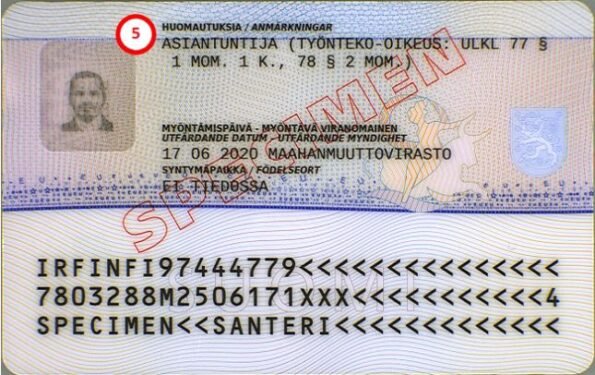 5
HUOMAUTUKSIA / ANMÄRKNINGAR
ASIANTUNTIJA (TYÖNTEKO-OIKEUS: ULKL 77 §
1 MOM. 1 K., 78 § 2 MOM.)
MYÖNTÄMISPÄIVÄ - MYÖNTÄVÄ VIRANOMAINEN
UTFÄRDANDE DATUM - UTFÄRDANDE MYNDIGHET
17 06 2020 MAAHANMUUTTOVIRASTO
SYNTYMÄPAIKKA / FÖDELSEORT
EI TIEDOSSA
SPECIMEN
SUOMI
IRFINFI97444779<<<<<<<<<<<<<<<
7803288M2506171XXX<<<<<<<<<<<4
SPECIMEN<<SANTERI<<<<<<<<<<<<<